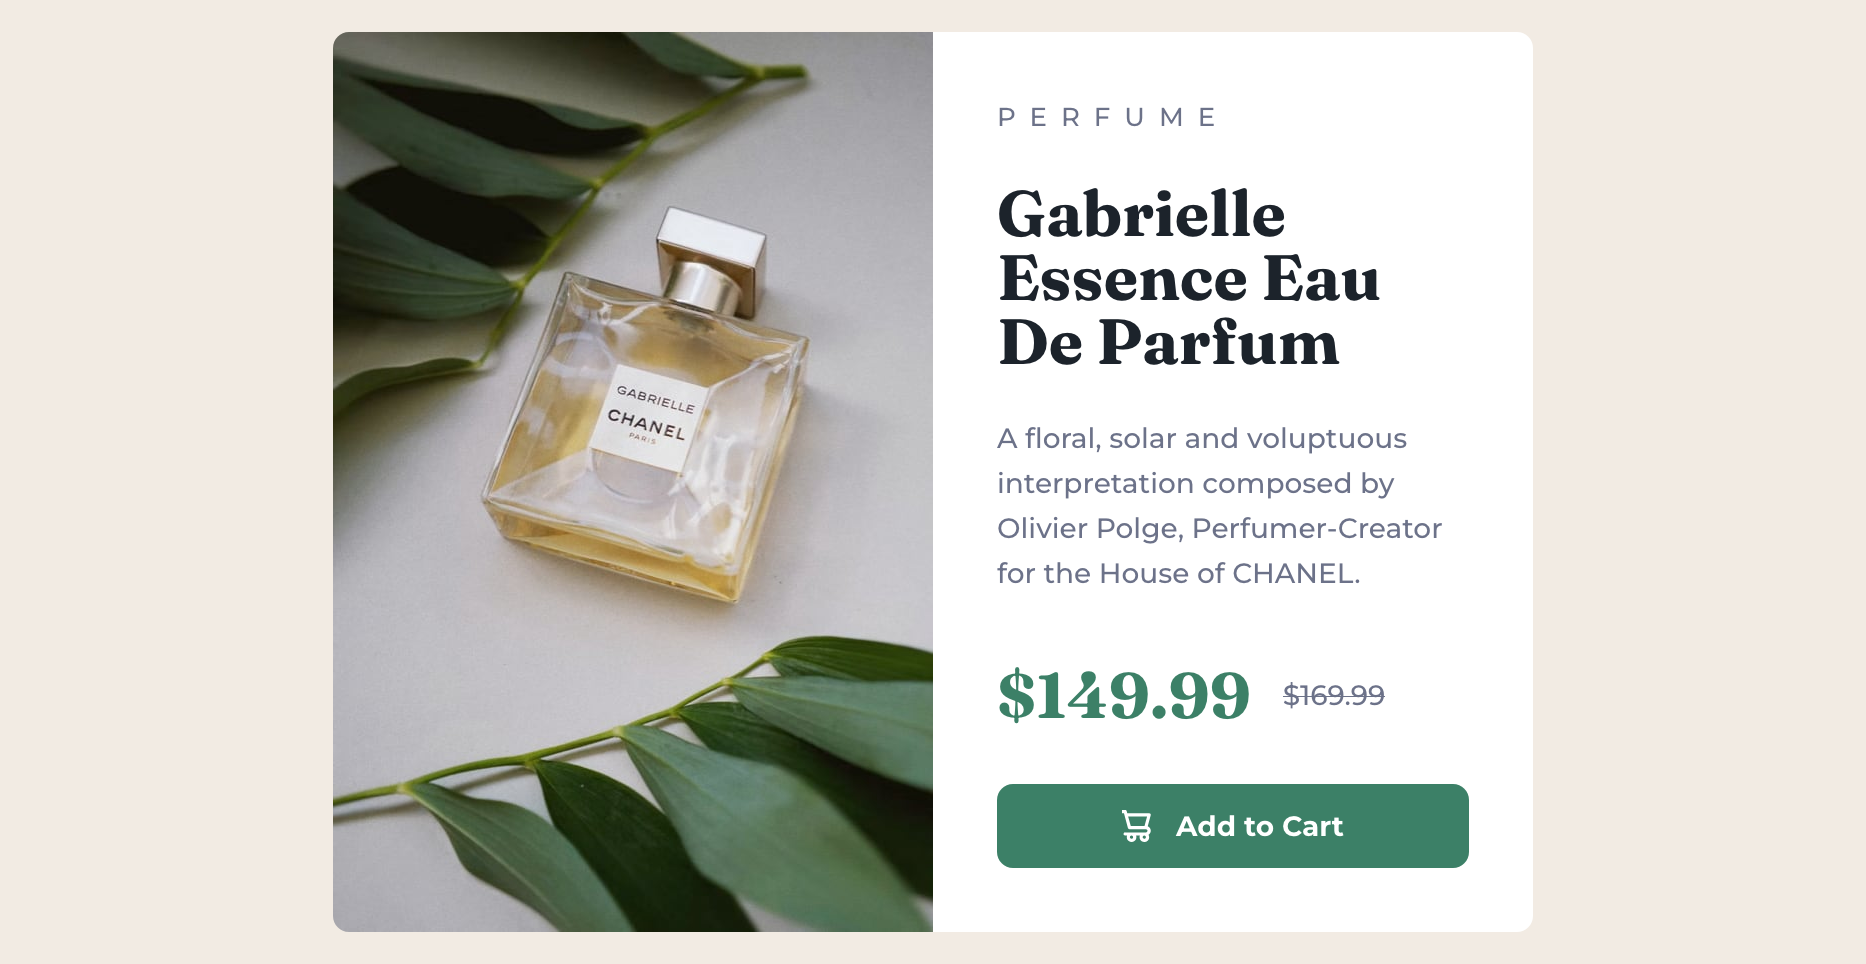 GABRIELLE
CHANEL
PARIS
PERFUME
Gabrielle
Essence Eau
De Parfum
A floral, solar and voluptuous
interpretation composed by
Olivier Polge, Perfumer-Creator
for the House of CHANEL.
$149.99 $169.99
Add to Cart